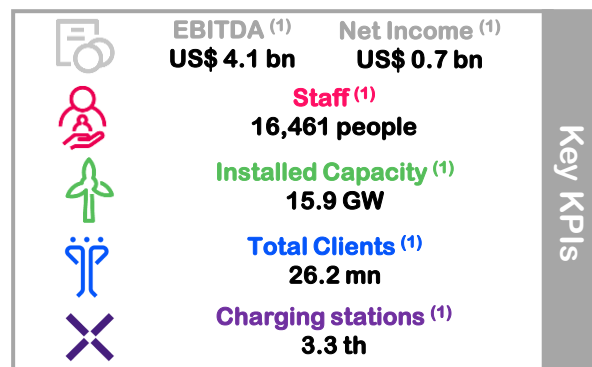 EBITDA (1) Net Income (1)
US$ 4.1 bn US$ 0.7 bn
Staff (1)
16,461 people
Installed Capacity (1)
15.9 GW
Total Clients (1)
26.2 mn
Charging stations (1)
3.3 th
Key KPIs